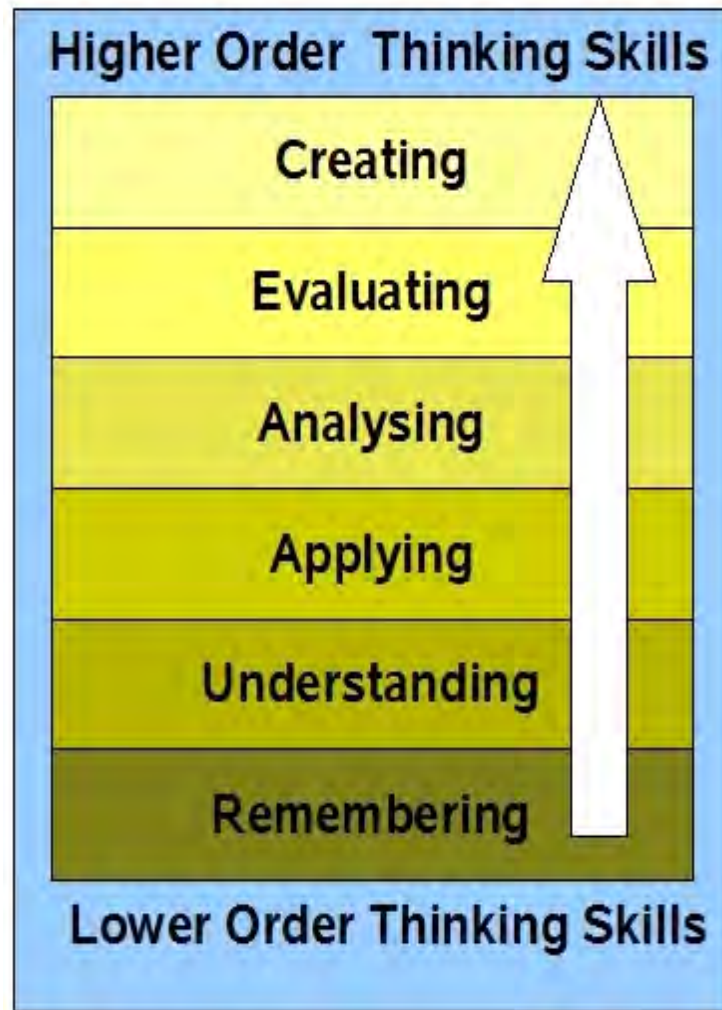 Higher Order Thinking Skills
Creating
Evaluating
Analysing
Applying
Understanding
Remembering
Lower Order Thinking Skills